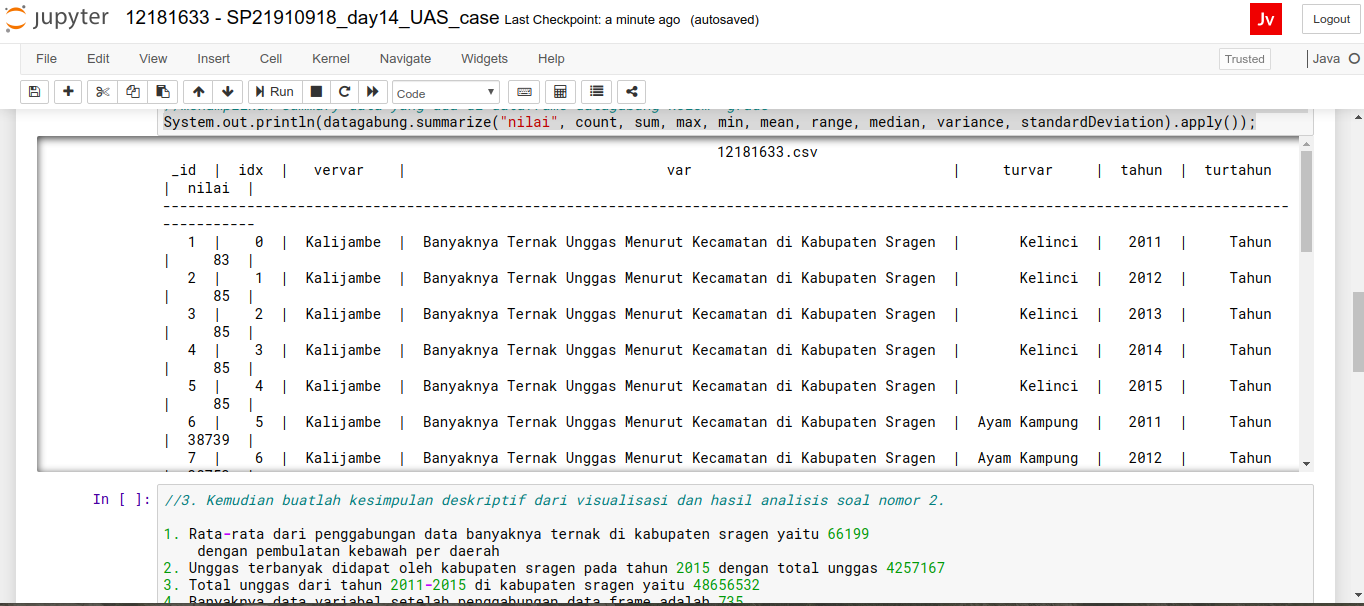 jupyter 12181633 - SP21910918_day14_UAS_case Last Checkpoint: a minute ago (autosaved)
Jv
Logout
File Edit View Insert Cell Kernel Navigate Widgets Help
Trusted
Java
Run
Code
System.out.println(datagabung.summarize("nilai", count, sum, max, min, mean, range, median, variance, standardDeviation).apply());
12181633.csv
_id | idx | vervar | var | turvar | tahun | turtahun
| nilai |
--------------------------------------------------------------------------------------------------------------------------------------
-----------
1 | 0 | Kalijambe | Banyaknya Ternak Unggas Menurut Kecamatan di Kabupaten Sragen | Kelinci | 2011 | Tahun
| 83 |
2 | 1 | Kalijambe | Banyaknya Ternak Unggas Menurut Kecamatan di Kabupaten Sragen | Kelinci | 2012 | Tahun
| 85 |
3 | 2 | Kalijambe | Banyaknya Ternak Unggas Menurut Kecamatan di Kabupaten Sragen | Kelinci | 2013 | Tahun
| 85 |
4 | 3 | Kalijambe | Banyaknya Ternak Unggas Menurut Kecamatan di Kabupaten Sragen | Kelinci | 2014 | Tahun
| 85 |
5 | 4 | Kalijambe | Banyaknya Ternak Unggas Menurut Kecamatan di Kabupaten Sragen | Kelinci | 2015 | Tahun
| 85 |
6 | 5 | Kalijambe | Banyaknya Ternak Unggas Menurut Kecamatan di Kabupaten Sragen | Ayam Kampung | 2011 | Tahun
| 38739 |
7 | 6 | Kalijambe | Banyaknya Ternak Unggas Menurut Kecamatan di Kabupaten Sragen | Ayam Kampung | 2012 | Tahun
In [ ]: //3. Kemudian buatlah kesimpulan deskriptif dari visualisasi dan hasil analisis soal nomor 2.
1. Rata-rata dari penggabungan data banyaknya ternak di kabupaten sragen yaitu 66199
dengan pembulatan kebawah per daerah
2. Unggas terbanyak didapat oleh kabupaten sragen pada tahun 2015 dengan total unggas 4257167
3. Total unggas dari tahun 2011-2015 di kabupaten sragen yaitu 48656532
4. Banyaknya data variabel setelah penggabungan data frame adalah 735